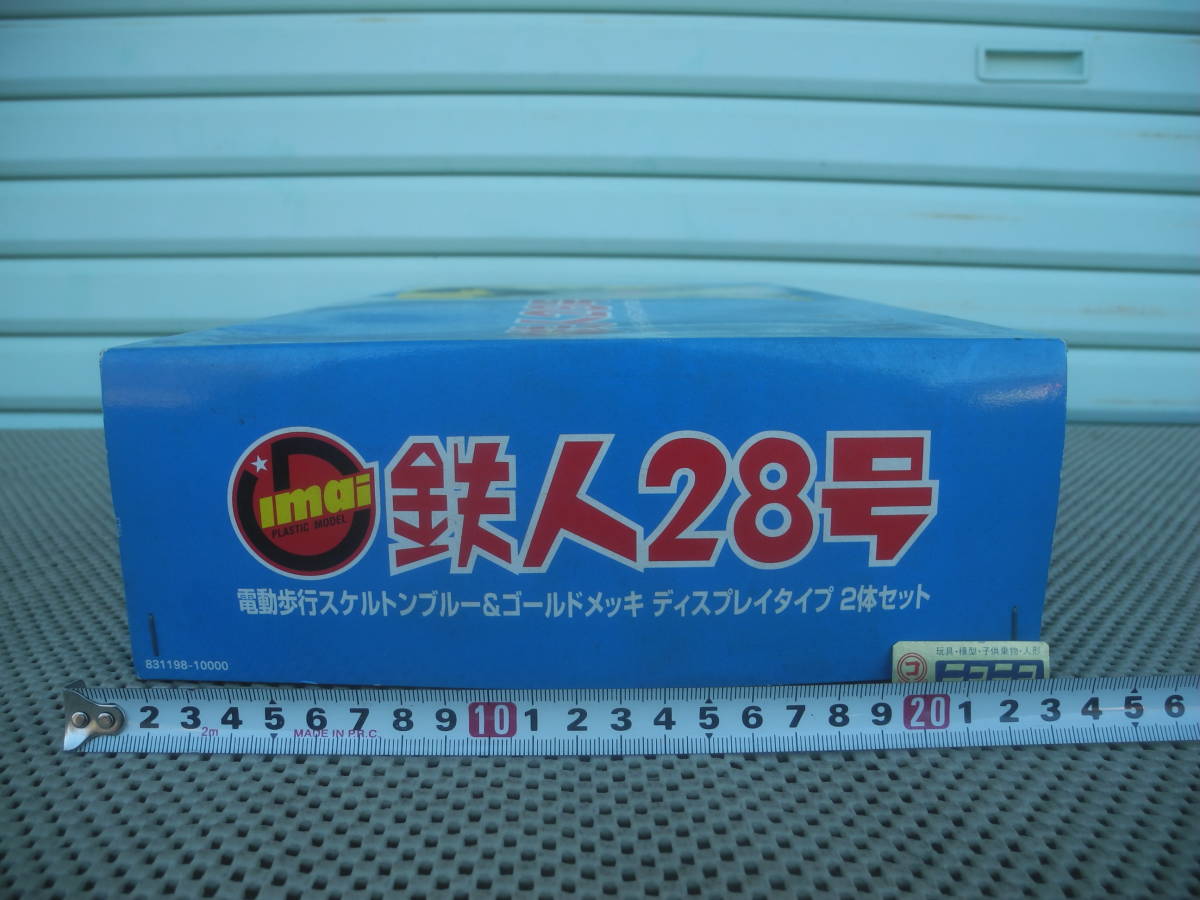 imai
PLASTIC MODEL
鉄人28号
電動歩行スケルトンブルー&ゴールドメッキ ディスプレイタイプ 2体セット
831198-10000
玩具・模型・子供乗物・人形
2 3 4 5 6 7 8 9 10 1 2 3 4 5 6 7 8 9 20 1 2 3 4 5 6
2m MADE IN P.R.C.